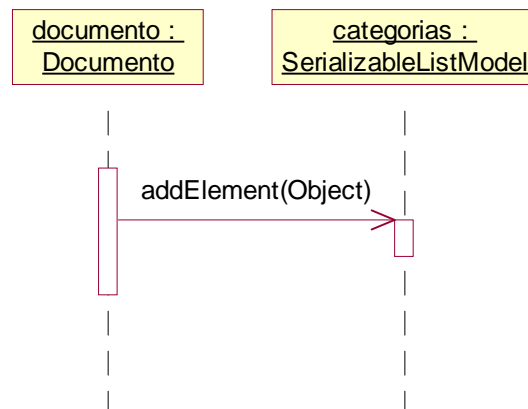 documento :
Documento
categorias :
SerializableListModel
addElement(Object)